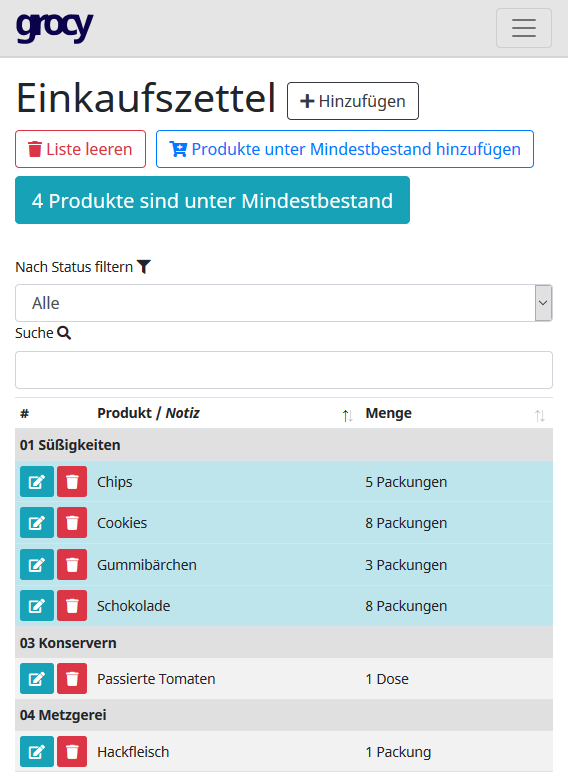 grocy
Einkaufszettel Hinzufügen
Liste leeren Produkte unter Mindestbestand hinzufügen
4 Produkte sind unter Mindestbestand
Nach Status filtern
Alle
Suche
# Produkt / Notiz Menge
01 Süßigkeiten
Chips 5 Packungen
Cookies 8 Packungen
Gummibärchen 3 Packungen
Schokolade 8 Packungen
03 Konservern
Passierte Tomaten 1 Dose
04 Metzgerei
Hackfleisch 1 Packung